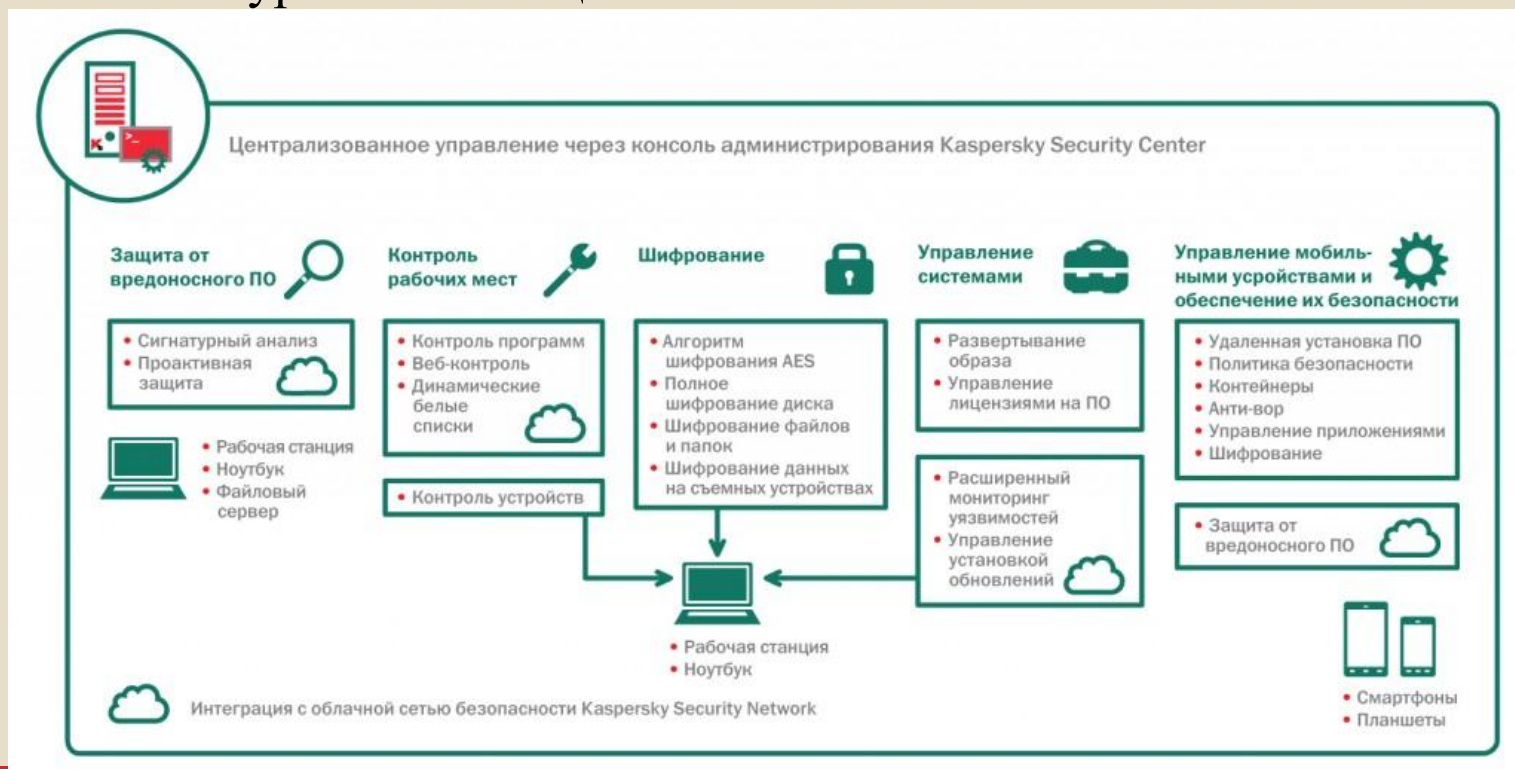 Централизованное управление через консоль администрирования Kaspersky Security Center
Защита от
вредоносного ПО
• Сигнатурный анализ
• Проактивная
защита
• Рабочая станция
• Ноутбук
• Файловый
сервер
Контроль
рабочих мест
• Контроль программ
• Веб-контроль
• Динамические
белые
списки
• Контроль устройств
Шифрование
• Алгоритм
шифрования AES
• Полное
шифрование диска
• Шифрование файлов
и папок
• Шифрование данных
на съемных устройствах
• Рабочая станция
• Ноутбук
Управление
системами
• Развертывание
образа
• Управление
лицензиями на ПО
• Расширенный
мониторинг
уязвимостей
• Управление
установкой
обновлений
Управление мобиль-
ными усройствами и
обеспечение их безопасности
• Удаленная установка ПО
• Политика безопасности
• Контейнеры
• Анти-вор
• Управление приложениями
• Шифрование
• Защита от
вредоносного ПО
• Смартфоны
• Планшеты
Интеграция с облачной сетью безопасности Kaspersky Security Network